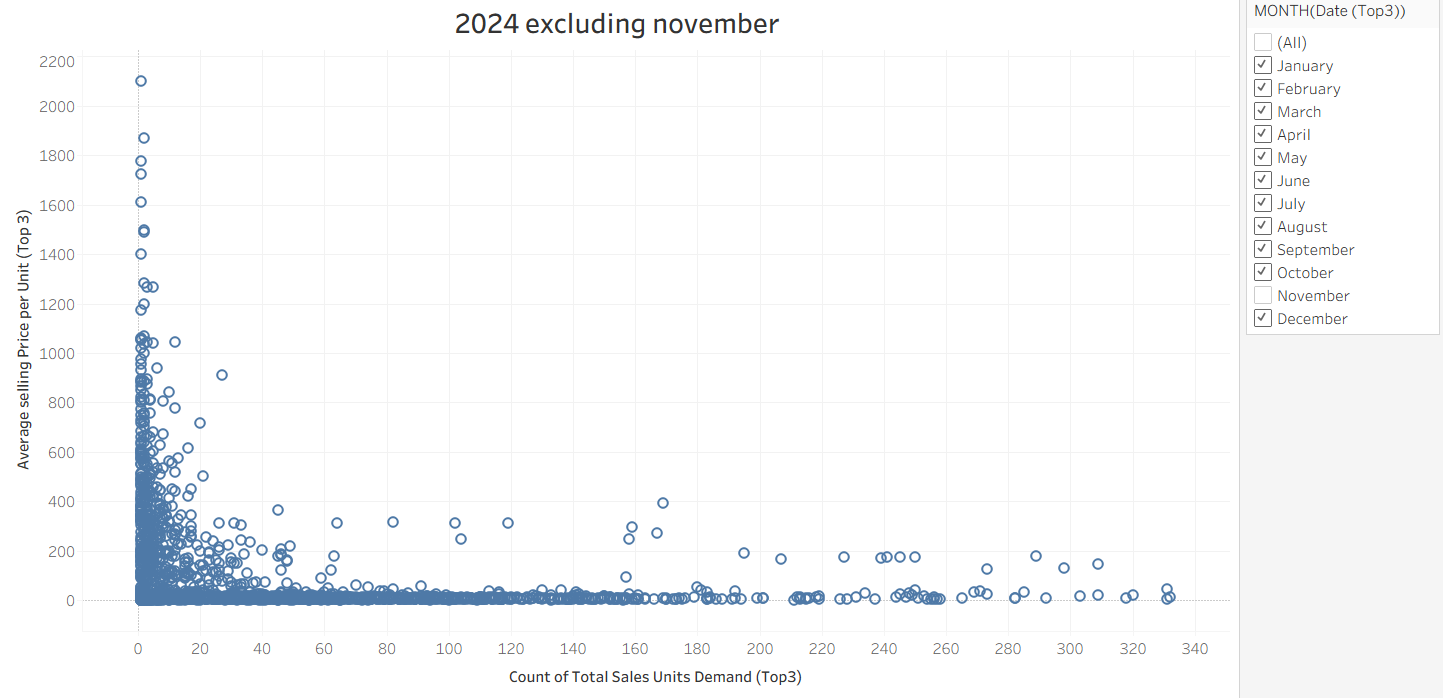 2024 excluding november
MONTH(Date (Top3))
(All)
January
February
March
April
May
June
July
August
September
October
November
December
Average selling Price per Unit (Top 3)
2200
2000
1800
1600
1400
1200
1000
800
600
400
200
0
0 20 40 60 80 100 120 140 160 180 200 220 240 260 280 300 320 340
Count of Total Sales Units Demand (Top3)